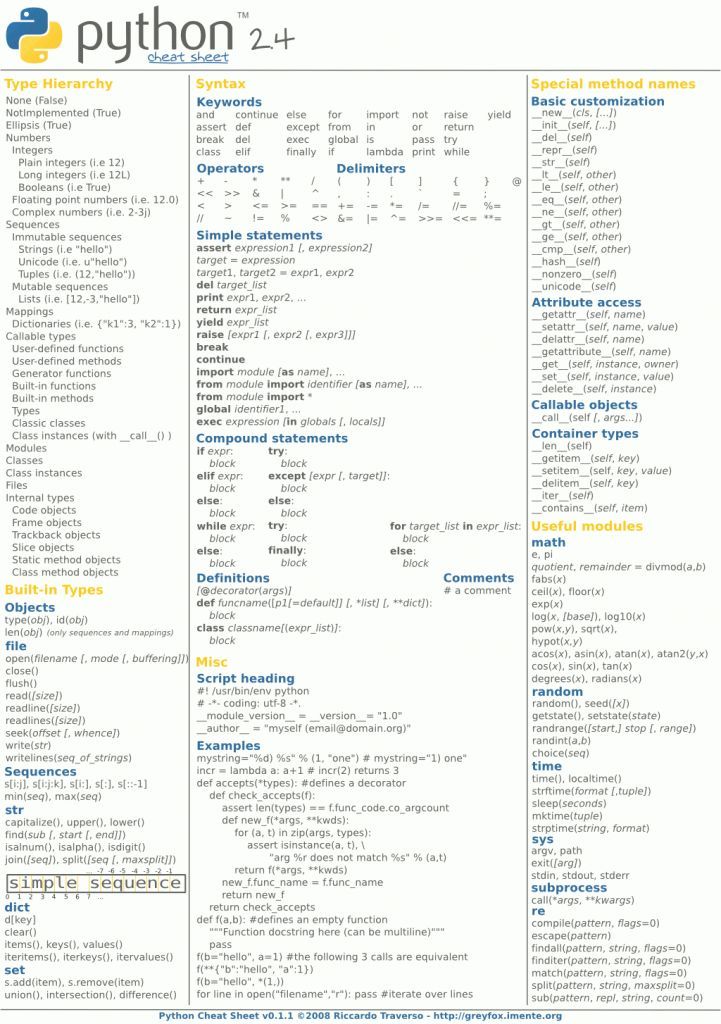 python™ 2.4
cheat sheet
Type Hierarchy
None (False)
NotImplemented (True)
Ellipsis (True)
Numbers
Integers
Plain integers (i.e 12)
Long integers (i.e 12L)
Booleans (i.e True)
Floating point numbers (i.e. 12.0)
Complex numbers (i.e. 2-3j)
Sequences
Immutable sequences
Strings (i.e "hello")
Unicode (i.e. u"hello")
Tuples (i.e. (12,"hello"))
Mutable sequences
Lists (i.e. [12,-3,"hello"])
Mappings
Dictionaries (i.e. {"k1":3, "k2":1})
Callable types
User-defined functions
User-defined methods
Generator functions
Built-in functions
Built-in methods
Types
Classic classes
Class instances (with __call__() )
Modules
Classes
Class instances
Files
Internal types
Code objects
Frame objects
Trackback objects
Slice objects
Static method objects
Class method objects
Built-in Types
Objects
type(obj), id(obj)
len(obj) (only sequences and mappings)
file
open(filename [, mode [, buffering]])
close()
flush()
read([size])
readline([size])
readlines([size])
seek(offset [, whence])
write(str)
writelines(seq_of_strings)
Sequences
s[i:j], s[i:j:k], s[i:], s[:], s[::-1]
min(seq), max(seq)
str
capitalize(), upper(), lower()
find(sub [, start [, end]])
isalnum(), isalpha(), isdigit()
join([seq]), split([seq [, maxsplit]])
... -7 -6 -5 -4 -3 -2 -1
simple sequence
0 1 2 3 4 5 6 7 ...
dict
d[key]
clear()
items(), keys(), values()
iteritems(), iterkeys(), itervalues()
set
s.add(item), s.remove(item)
union(), intersection(), difference()
Syntax
Keywords
and continue else for import not raise yield
assert def except from in or return
break del exec global is pass try
class elif finally if lambda print while
Operators Delimiters
+ - * ** / ( ) [ ] { } @
<< >> & | ^ , : . ` = ;
< > <= >= == += -= *= /= //= %=
// ~ != % <> &= |= ^= >>= <<= **=
Simple statements
assert expression1 [, expression2]
target = expression
target1, target2 = expr1, expr2
del target_list
print expr1, expr2, ...
return expr_list
yield expr_list
raise [expr1 [, expr2 [, expr3]]]
break
continue
import module [as name], ...
from module import identifier [as name], ...
from module import *
global identifier1, ...
exec expression [in globals [, locals]]
Compound statements
if expr: try:
block block
elif expr: except [expr [, target]]:
block block
else: else:
block block
while expr: try: for target_list in expr_list:
block block block
else: finally: else:
block block block
Definitions Comments
[@decorator(args)] # a comment
def funcname([p1[=default]] [, *list] [, **dict]):
block
class classname[(expr_list)]:
block
Misc
Script heading
#! /usr/bin/env python
# -*- coding: utf-8 -*.
__module_version__ = __version__= "1.0"
__author__ = "myself (email@domain.org)"
Examples
mystring="%d) %s" % (1, "one") # mystring="1) one"
incr = lambda a: a+1 # incr(2) returns 3
def accepts(*types): #defines a decorator
def check_accepts(f):
assert len(types) == f.func_code.co_argcount
def new_f(*args, **kwds):
for (a, t) in zip(args, types):
assert isinstance(a, t), \
"arg %r does not match %s" % (a,t)
return f(*args, **kwds)
new_f.func_name = f.func_name
return new_f
return check_accepts
def f(a,b): #defines an empty function
"""Function docstring here (can be multiline)"""
pass
f(b="hello", a=1) #the following 3 calls are equivalent
f(**{"b":"hello", "a":1})
f(b="hello", *(1,))
for line in open("filename","r"): pass #iterate over lines
Special method names
Basic customization
__new__(cls, [...])
__init__(self, [...])
__del__(self)
__repr__(self)
__str__(self)
__lt__(self, other)
__le__(self, other)
__eq__(self, other)
__ne__(self, other)
__gt__(self, other)
__ge__(self, other)
__cmp__(self, other)
__hash__(self)
__nonzero__(self)
__unicode__(self)
Attribute access
__getattr__(self, name)
__setattr__(self, name, value)
__delattr__(self, name)
__getattribute__(self, name)
__get__(self, instance, owner)
__set__(self, instance, value)
__delete__(self, instance)
Callable objects
__call__(self [, args...])
Container types
__len__(self)
__getitem__(self, key)
__setitem__(self, key, value)
__delitem__(self, key)
__iter__(self)
__contains__(self, item)
Useful modules
math
e, pi
quotient, remainder = divmod(a,b)
fabs(x)
ceil(x), floor(x)
exp(x)
log(x, [base]), log10(x)
pow(x,y), sqrt(x),
hypot(x,y)
acos(x), asin(x), atan(x), atan2(y,x)
cos(x), sin(x), tan(x)
degrees(x), radians(x)
random
random(), seed([x])
getstate(), setstate(state)
randrange([start,] stop [, range])
randint(a,b)
choice(seq)
time
time(), localtime()
strftime(format [,tuple])
sleep(seconds)
mktime(tuple)
strptime(string, format)
sys
argv, path
exit([arg])
stdin, stdout, stderr
subprocess
call(*args, **kwargs)
re
compile(pattern, flags=0)
escape(pattern)
findall(pattern, string, flags=0)
finditer(pattern, string, flags=0)
match(pattern, string, flags=0)
split(pattern, string, maxsplit=0)
sub(pattern, repl, string, count=0)
Python Cheat Sheet v0.1.1 ©2008 Riccardo Traverso - http://greyfox.imente.org